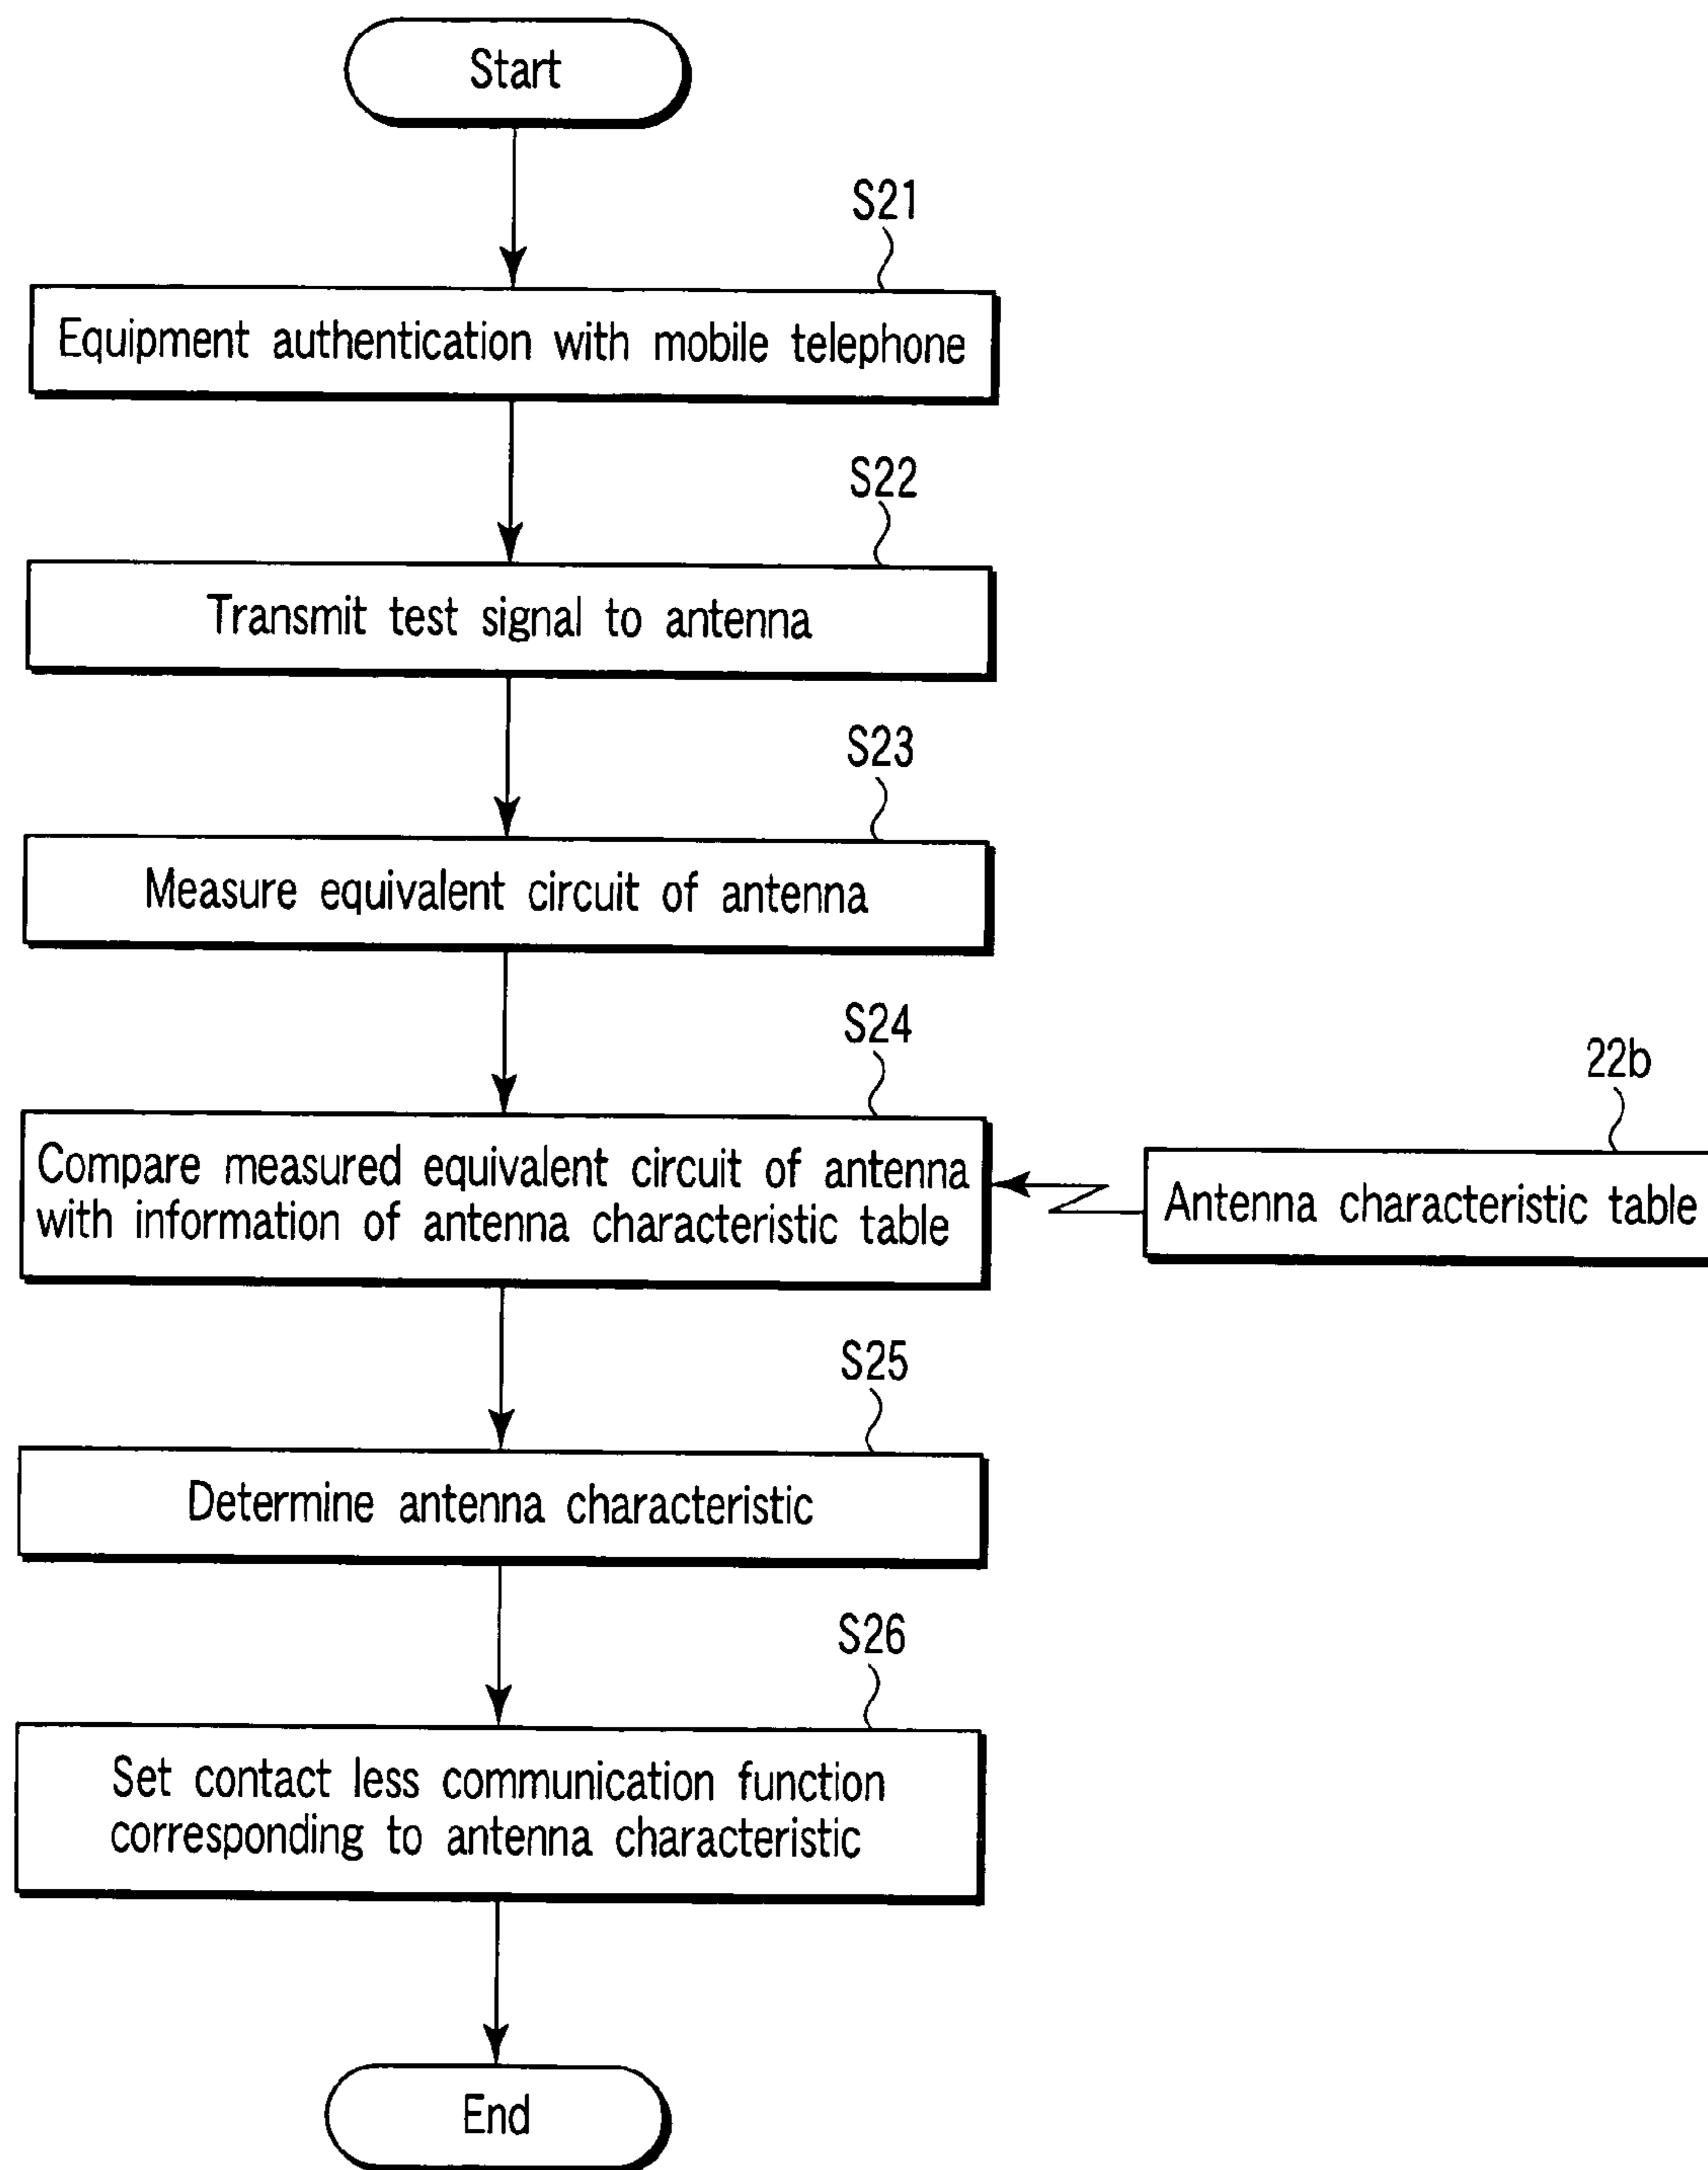 Start
S21
Equipment authentication with mobile telephone
S22
Transmit test signal to antenna
S23
Measure equivalent circuit of antenna
S24
Compare measured equivalent circuit of antenna
with information of antenna characteristic table
22b
Antenna characteristic table
S25
Determine antenna characteristic
S26
Set contact less communication function
corresponding to antenna characteristic
End